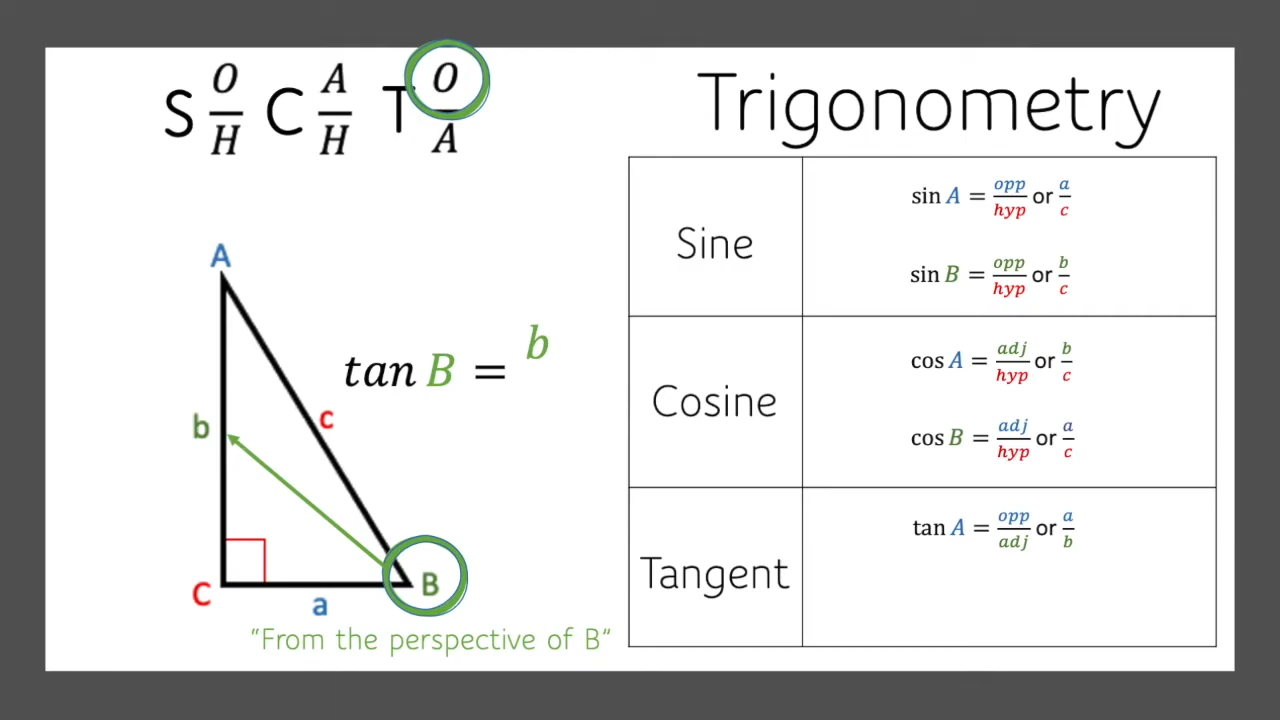 S O/H C A/H T O/A
Trigonometry
A
b
c
C
a
B
tan B = b
"From the perspective of B"
Sine
sin A = opp/hyp or a/c
sin B = opp/hyp or b/c
Cosine
cos A = adj/hyp or b/c
cos B = adj/hyp or a/c
Tangent
tan A = opp/adj or a/b